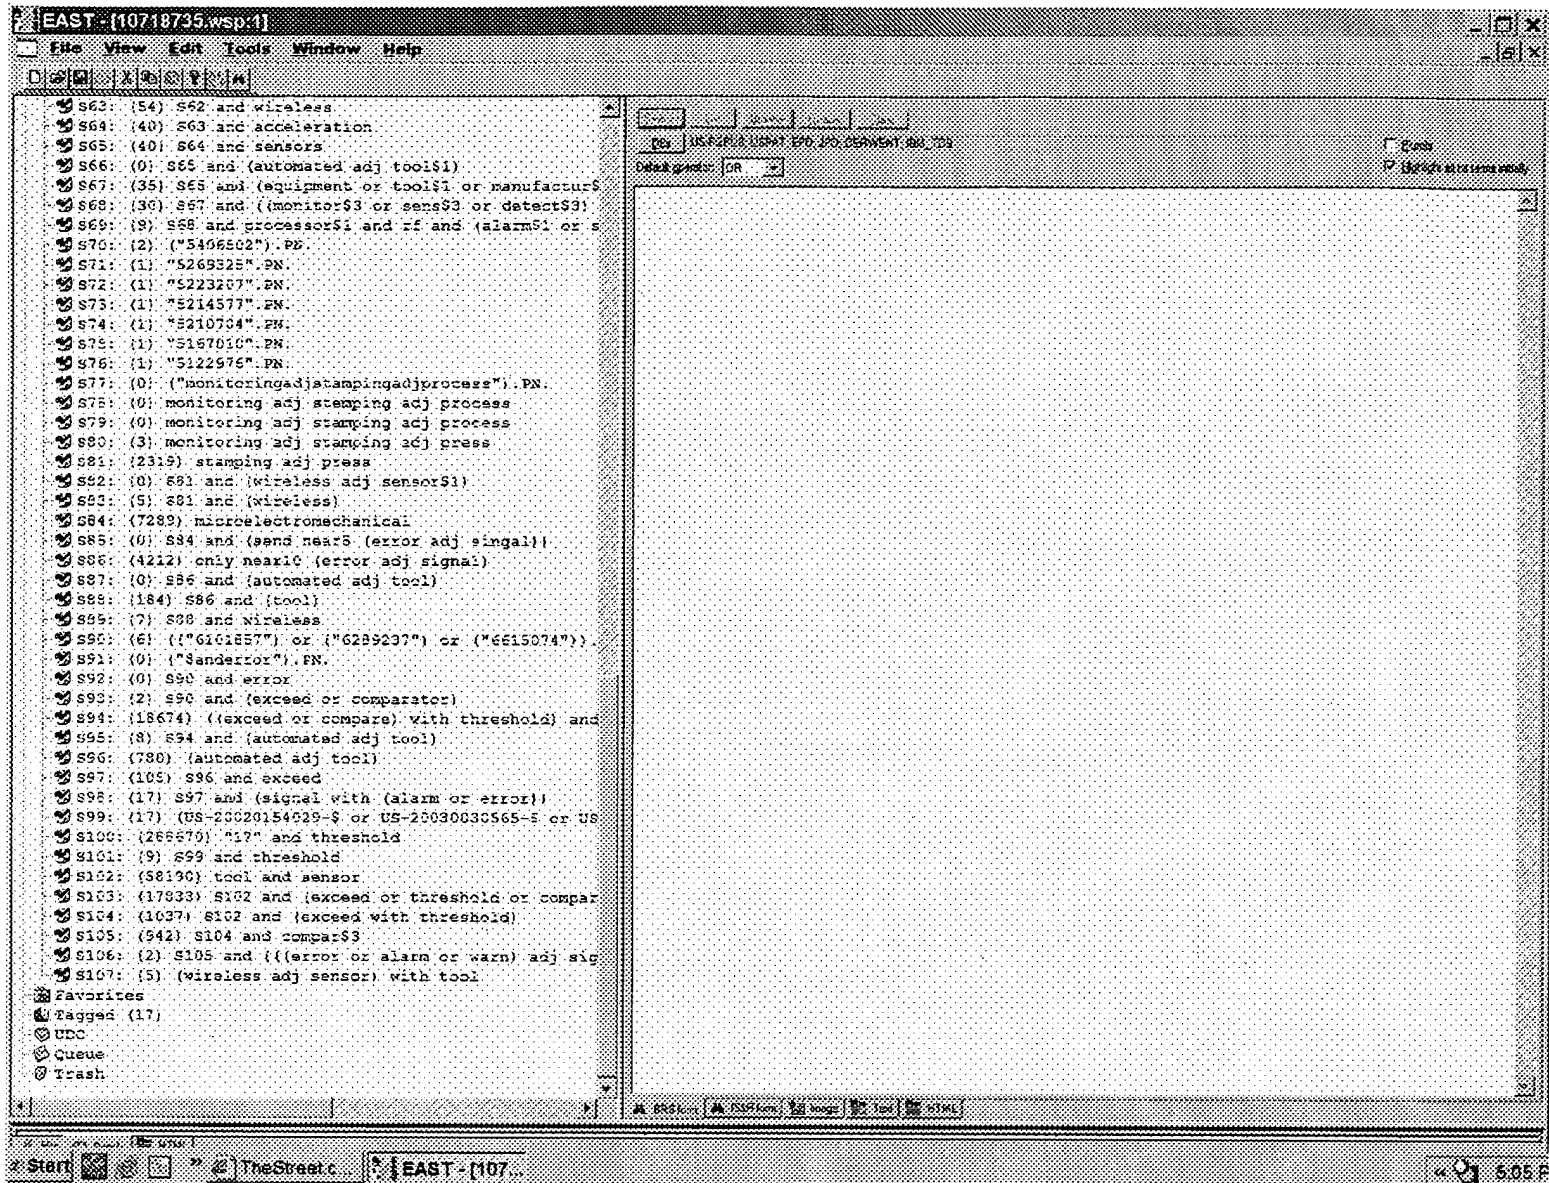 EAST - [10718735.wsp:1]
File View Edit Tools Window Help
S63: (54) S62 and wireless
S64: (40) S63 and acceleration
S65: (40) S64 and sensors
S66: (0) S65 and (automated adj tool$1)
S67: (35) S65 and (equipment or tool$1 or manufactur$
S68: (30) S67 and ((monitor$3 or sens$3 or detect$3)
S69: (9) S68 and processor$1 and rf and (alarm$1 or s
S70: (2) ("5406502").PN.
S71: (1) "5269325".PN.
S72: (1) "5223207".PN.
S73: (1) "5214577".PN.
S74: (1) "5210704".PN.
S75: (1) "5167010".PN.
S76: (1) "5122976".PN.
S77: (0) ("monitoringadjstampingadjprocess").PN.
S78: (0) monitoring adj stemping adj process
S79: (0) monitoring adj stamping adj process
S80: (3) monitoring adj stamping adj press
S81: (2319) stamping adj press
S82: (0) S81 and (wireless adj sensor$1)
S83: (5) S81 and (wireless)
S84: (7289) microelectromechanical
S85: (0) S84 and (send near5 (error adj singal))
S86: (4212) only near10 (error adj signal)
S87: (0) S86 and (automated adj tool)
S88: (184) S86 and (tool)
S89: (7) S88 and wireless
S90: (6) (("6101857") or ("6289237") or ("6615074")).
S91: (0) ("Sanderror").PN.
S92: (0) S90 and error
S93: (2) S90 and (exceed or comparator)
S94: (18674) ((exceed or compare) with threshold) and
S95: (8) S94 and (automated adj tool)
S96: (780) (automated adj tool)
S97: (105) S96 and exceed
S98: (17) S97 and (signal with (alarm or error))
S99: (17) (US-20020154029-$ or US-20030030565-$ or US
S100: (266670) "17" and threshold
S101: (9) S99 and threshold
S102: (58190) tool and sensor
S103: (17833) S102 and (exceed or threshold or compar
S104: (1037) S102 and (exceed with threshold)
S105: (942) S104 and compar$3
S106: (2) S105 and (((error or alarm or warn) adj sig
S107: (5) (wireless adj sensor) with tool
Favorites
Tagged (17)
UDC
Queue
Trash
DBs
Default operator: OR
Plurals
BRS form
Image
Text
HTML
Start
TheStreet.c...
EAST - [107...
5:05 P